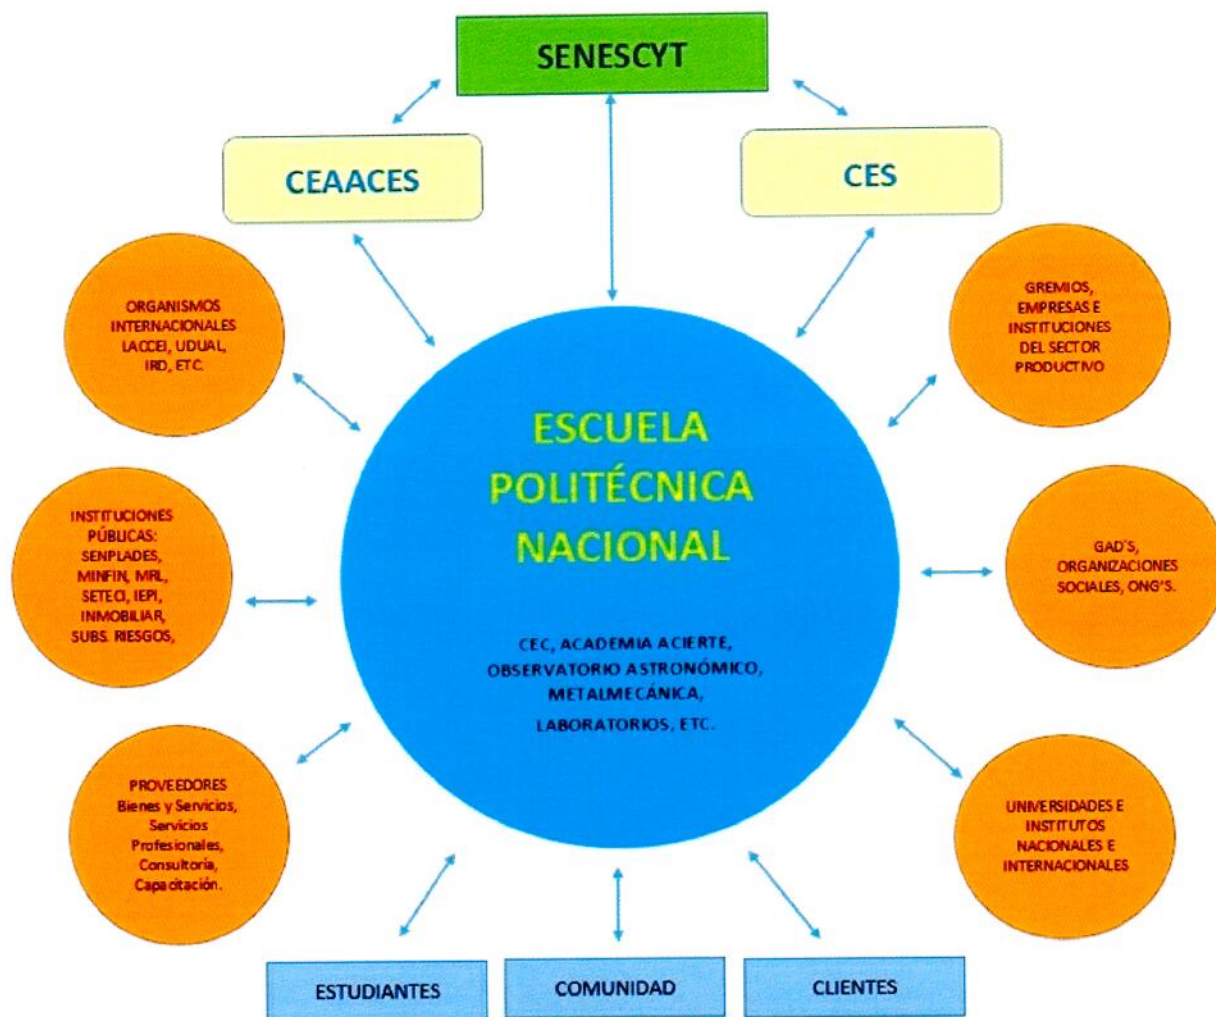 SENESCYT
CEAACES
CES
ORGANISMOS
INTERNACIONALES
LACCEI, UDUAL,
IRD, ETC.
GREMIOS,
EMPRESAS E
INSTITUCIONES
DEL SECTOR
PRODUCTIVO
ESCUELA
POLITÉCNICA
NACIONAL
CEC, ACADEMIA ACIERTE,
OBSERVATORIO ASTRONÓMICO,
METALMECÁNICA,
LABORATORIOS, ETC.
INSTITUCIONES
PÚBLICAS:
SENPLADES,
MINFIN, MRL,
SETECI, IEPI,
INMOBILIAR,
SUBS. RIESGOS,
GAD'S,
ORGANIZACIONES
SOCIALES, ONG'S.
PROVEEDORES
Bienes y Servicios,
Servicios
Profesionales,
Consultoría,
Capacitación.
UNIVERSIDADES E
INSTITUTOS
NACIONALES E
INTERNACIONALES
ESTUDIANTES
COMUNIDAD
CLIENTES